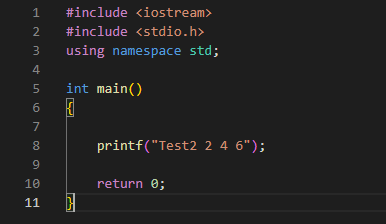 1 #include <iostream>
2 #include <stdio.h>
3 using namespace std;
4
5 int main()
6 {
7
8     printf("Test2 2 4 6");
9
10     return 0;
11 }